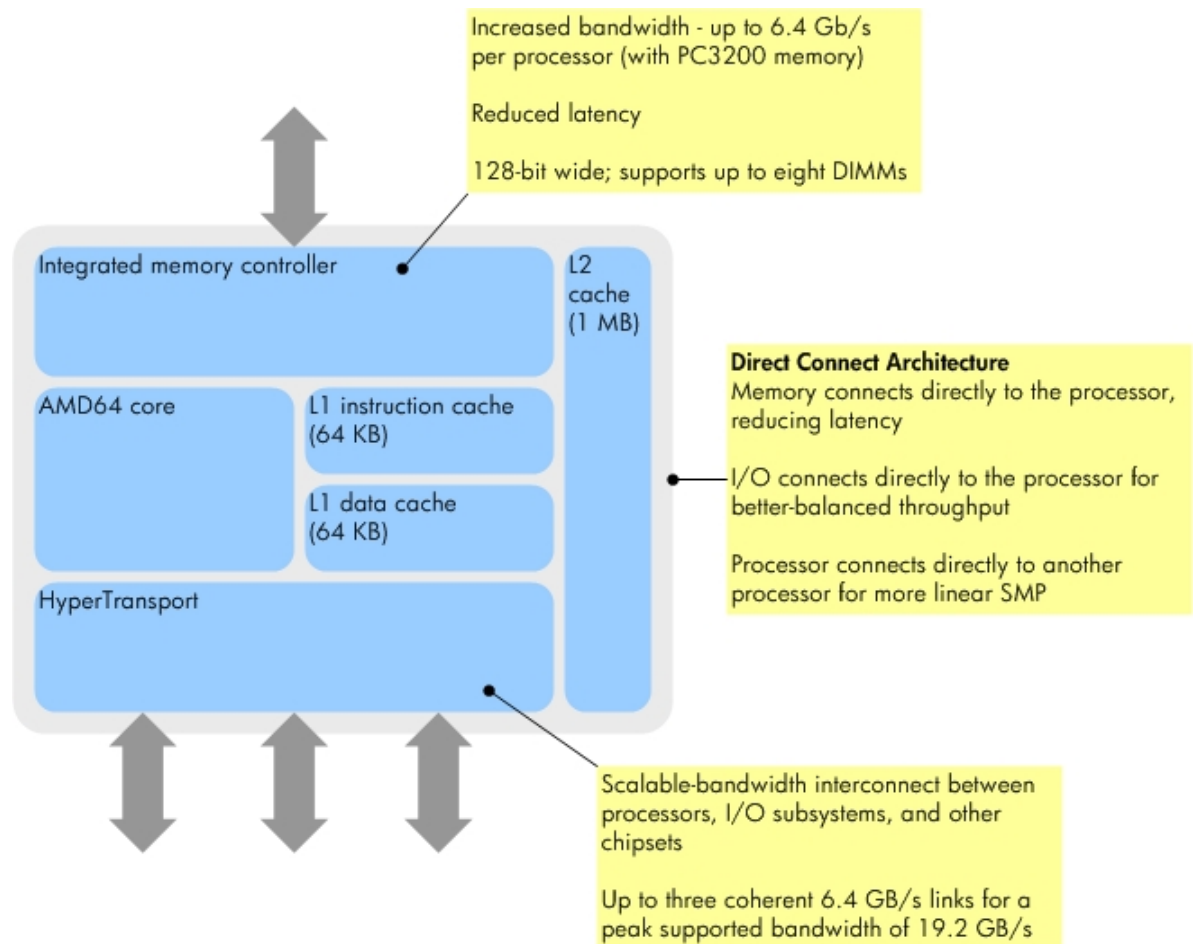 Increased bandwidth - up to 6.4 Gb/s
per processor (with PC3200 memory)
Reduced latency
128-bit wide; supports up to eight DIMMs
Integrated memory controller
L2
cache
(1 MB)
AMD64 core
L1 instruction cache
(64 KB)
L1 data cache
(64 KB)
HyperTransport
Direct Connect Architecture
Memory connects directly to the processor,
reducing latency
I/O connects directly to the processor for
better-balanced throughput
Processor connects directly to another
processor for more linear SMP
Scalable-bandwidth interconnect between
processors, I/O subsystems, and other
chipsets
Up to three coherent 6.4 GB/s links for a
peak supported bandwidth of 19.2 GB/s